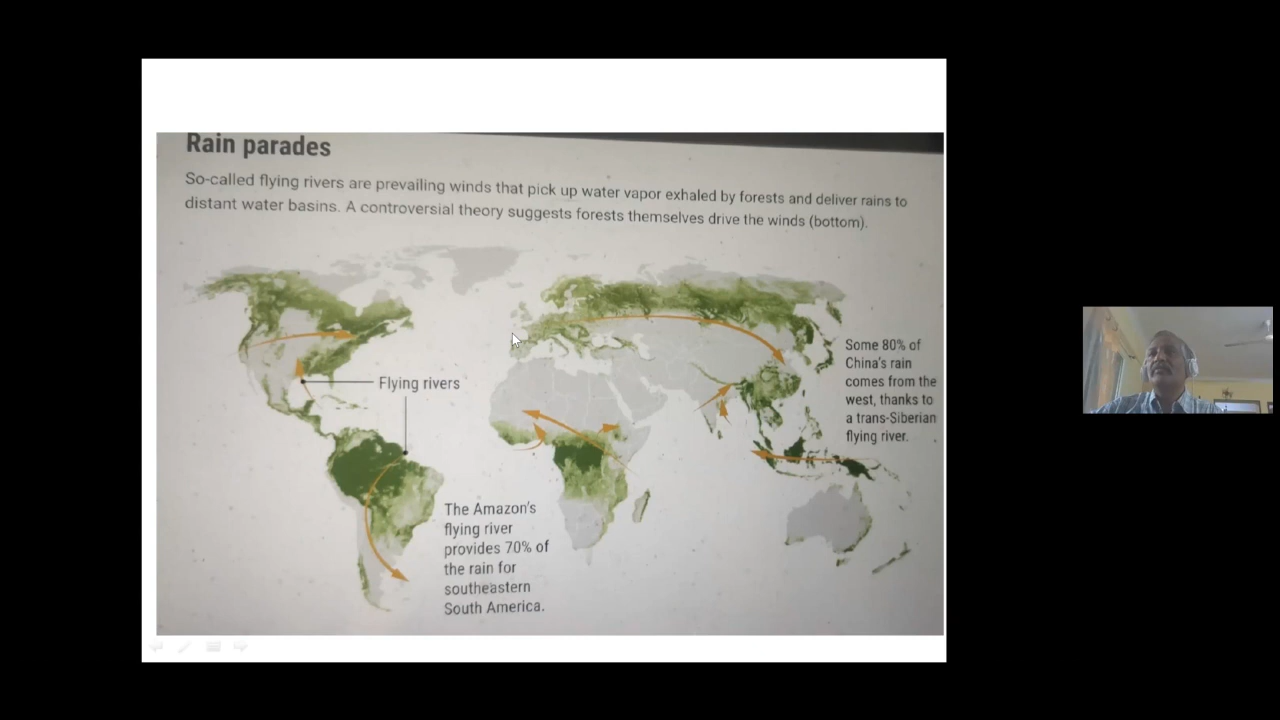 Rain parades
So-called flying rivers are prevailing winds that pick up water vapor exhaled by forests and deliver rains to
distant water basins. A controversial theory suggests forests themselves drive the winds (bottom).
Flying rivers
Some 80% of
China's rain
comes from the
west, thanks to
a trans-Siberian
flying river.
The Amazon's
flying river
provides 70% of
the rain for
southeastern
South America.